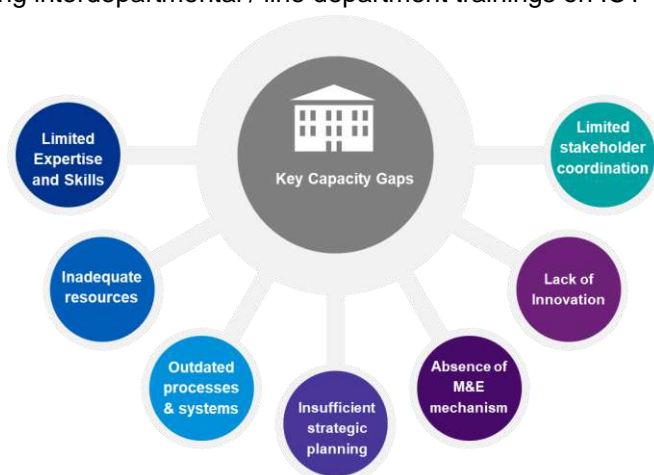 interdepartmental / line department trainings on ICT
Key Capacity Gaps
Limited
Expertise
and Skills
Inadequate
resources
Outdated
processes
& systems
Insufficient
strategic
planning
Absence of
M&E
mechanism
Lack of
Innovation
Limited
stakeholder
coordination